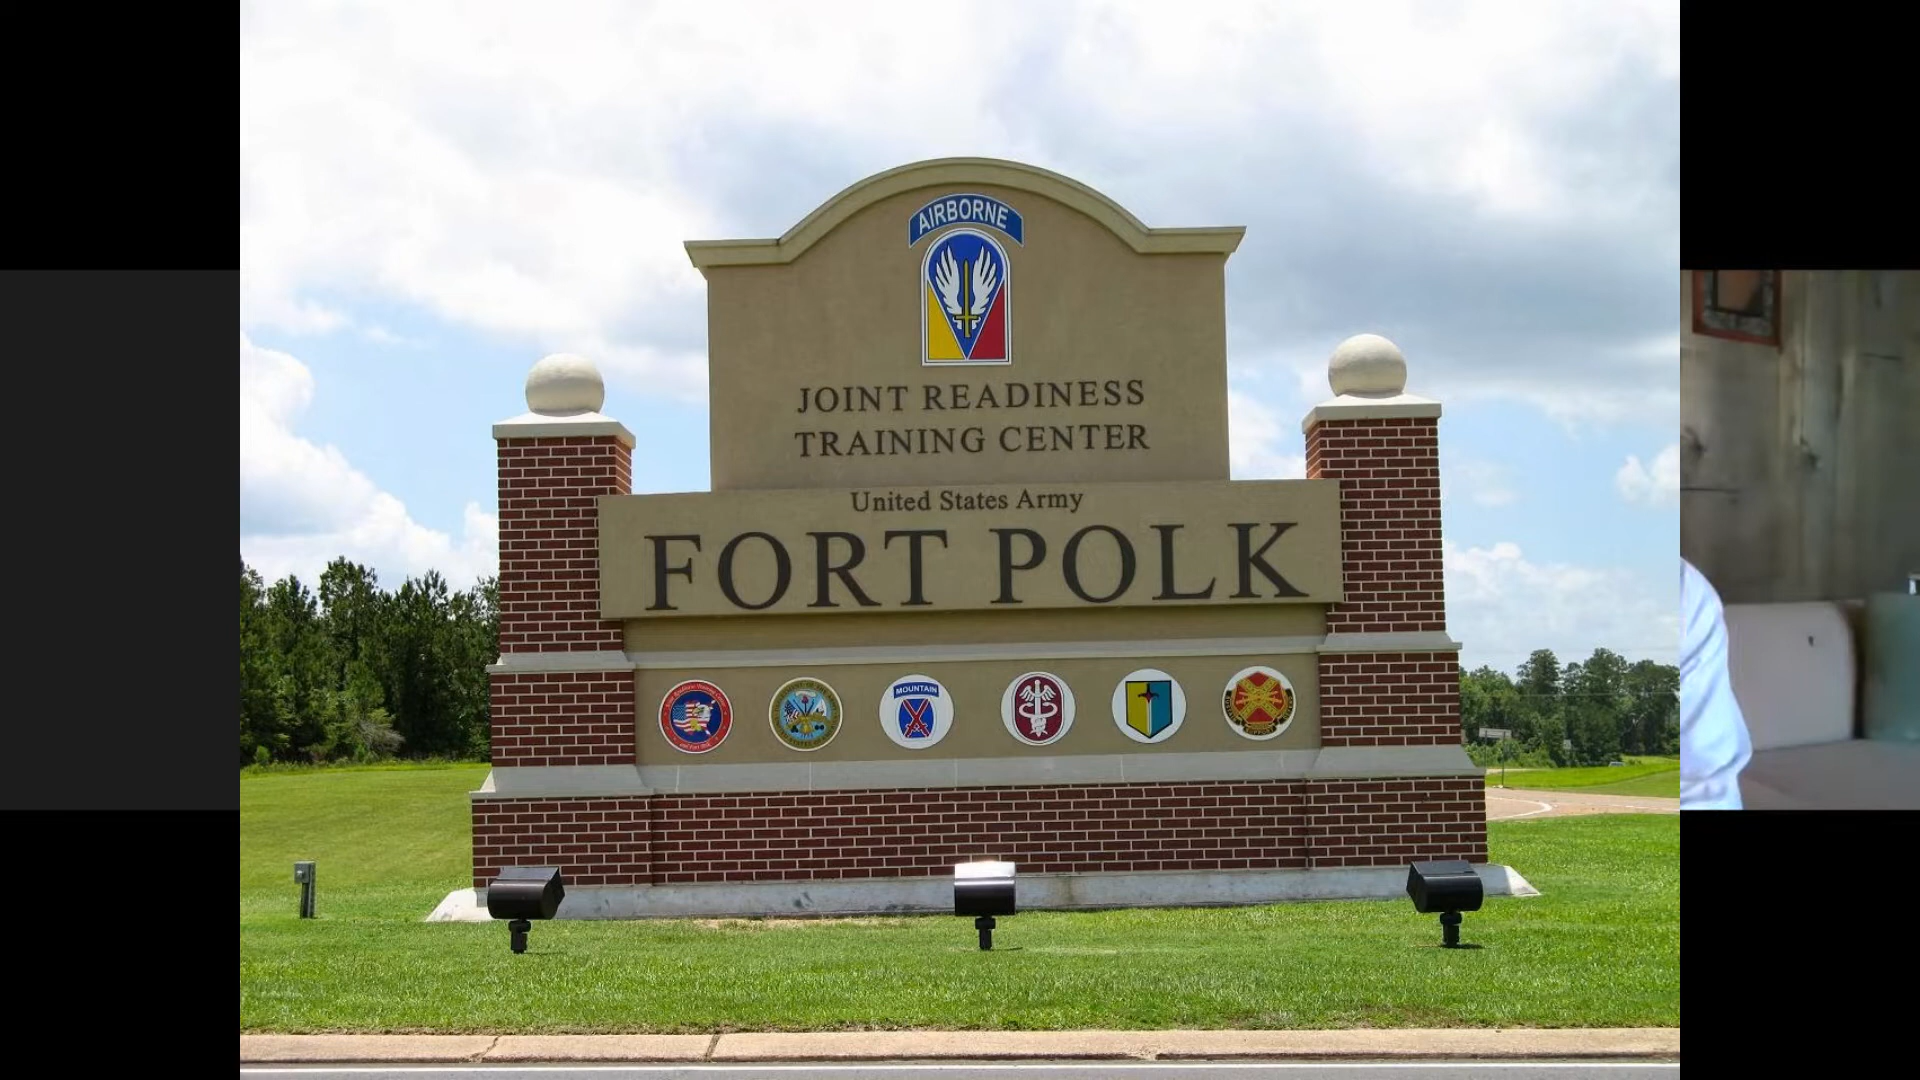 AIRBORNE
JOINT READINESS
TRAINING CENTER
United States Army
FORT POLK
MOUNTAIN